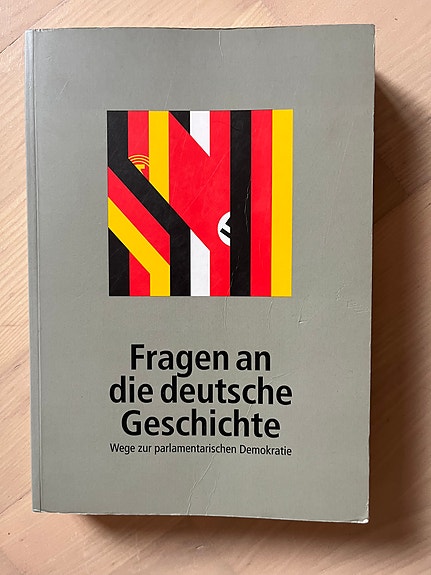 Fragen an
die deutsche
Geschichte
Wege zur parlamentarischen Demokratie